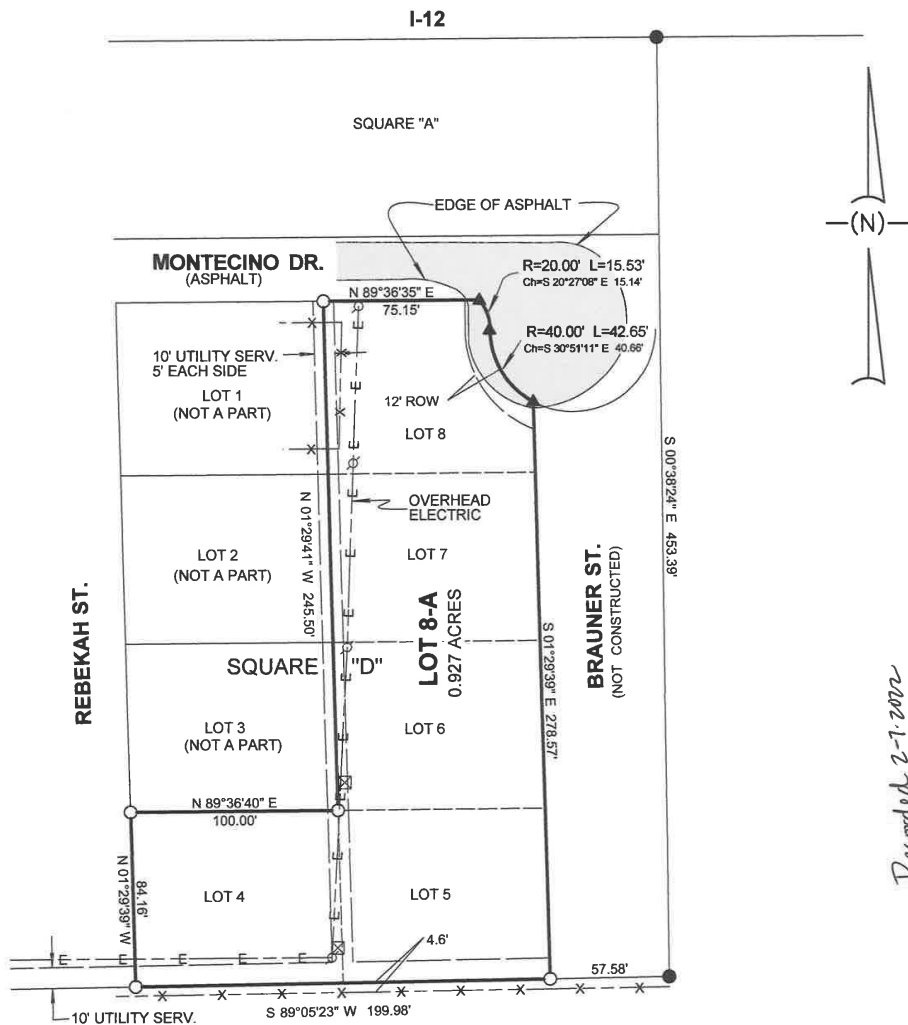 I-12
SQUARE "A"
EDGE OF ASPHALT
(N)
MONTECINO DR.
(ASPHALT)
R=20.00' L=15.53'
Ch=S 20°27'08" E 15.14'
N 89°36'35" E
75.15'
R=40.00' L=42.65'
Ch=S 30°51'11" E 40.66'
10' UTILITY SERV.
5' EACH SIDE
LOT 1
(NOT A PART)
12' ROW
LOT 8
S 00°38'24" E 453.39'
OVERHEAD
ELECTRIC
N 01°29'41" W 245.50'
LOT 2
(NOT A PART)
LOT 7
REBEKAH ST.
LOT 8-A
0.927 ACRES
BRAUNER ST.
(NOT CONSTRUCTED)
S 01°29'39" E 278.57'
SQUARE "D"
LOT 3
(NOT A PART)
LOT 6
Recorded 2-7-2022
N 89°36'40" E
100.00'
N 01°29'39" W
84.16'
LOT 4
LOT 5
4.6'
57.58'
S 89°05'23" W 199.98'
10' UTILITY SERV.